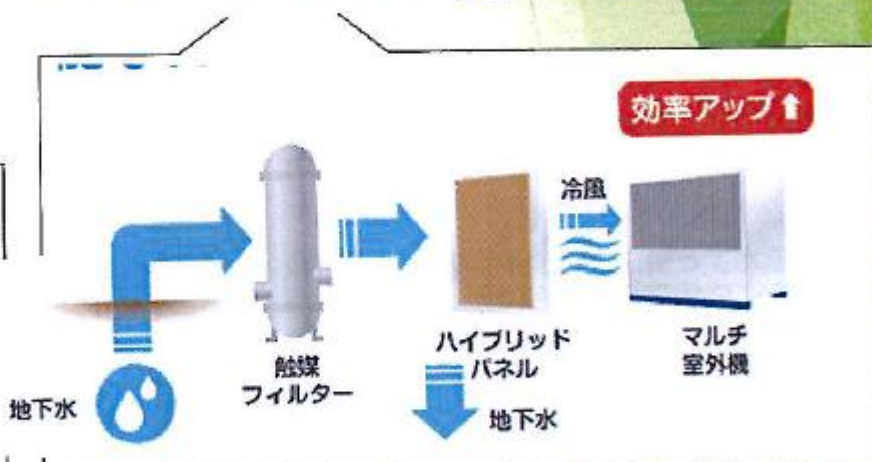 効率アップ⬆
冷風
ハイブリッド
パネル
マルチ
室外機
触媒
フィルター
地下水
地下水